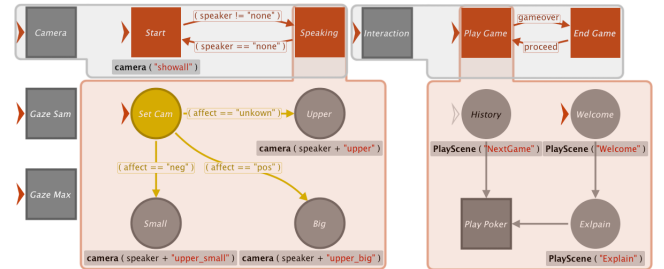 Camera
Start
( speaker != "none" )
( speaker == "none" )
Speaking
camera ( "showall" )
Interaction
Play Game
gameover
proceed
End Game
Gaze Sam
Set Cam
( affect == "unkown" )
Upper
camera ( speaker + "upper" )
( affect == "neg" )
( affect == "pos" )
Gaze Max
Small
Big
camera ( speaker + "upper_small" )
camera ( speaker + "upper_big" )
History
Welcome
PlayScene ( "NextGame" )
PlayScene ( "Welcome" )
Play Poker
Exlpain
PlayScene ( "Explain" )